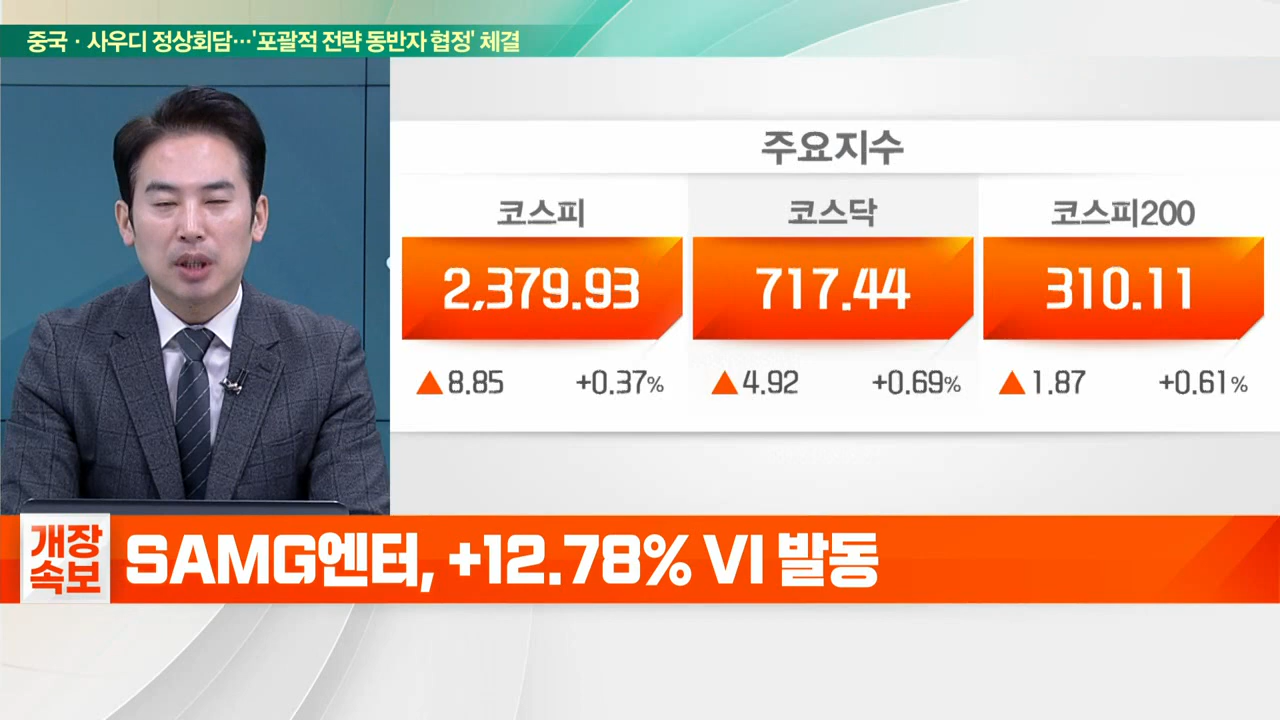 중국 · 사우디 정상회담…'포괄적 전략 동반자 협정' 체결
주요지수
코스피 코스닥 코스피200
2,379.93 717.44 310.11
▲ 8.85 +0.37% ▲ 4.92 +0.69% ▲ 1.87 +0.61%
개장
속보
SAMG엔터, +12.78% VI 발동